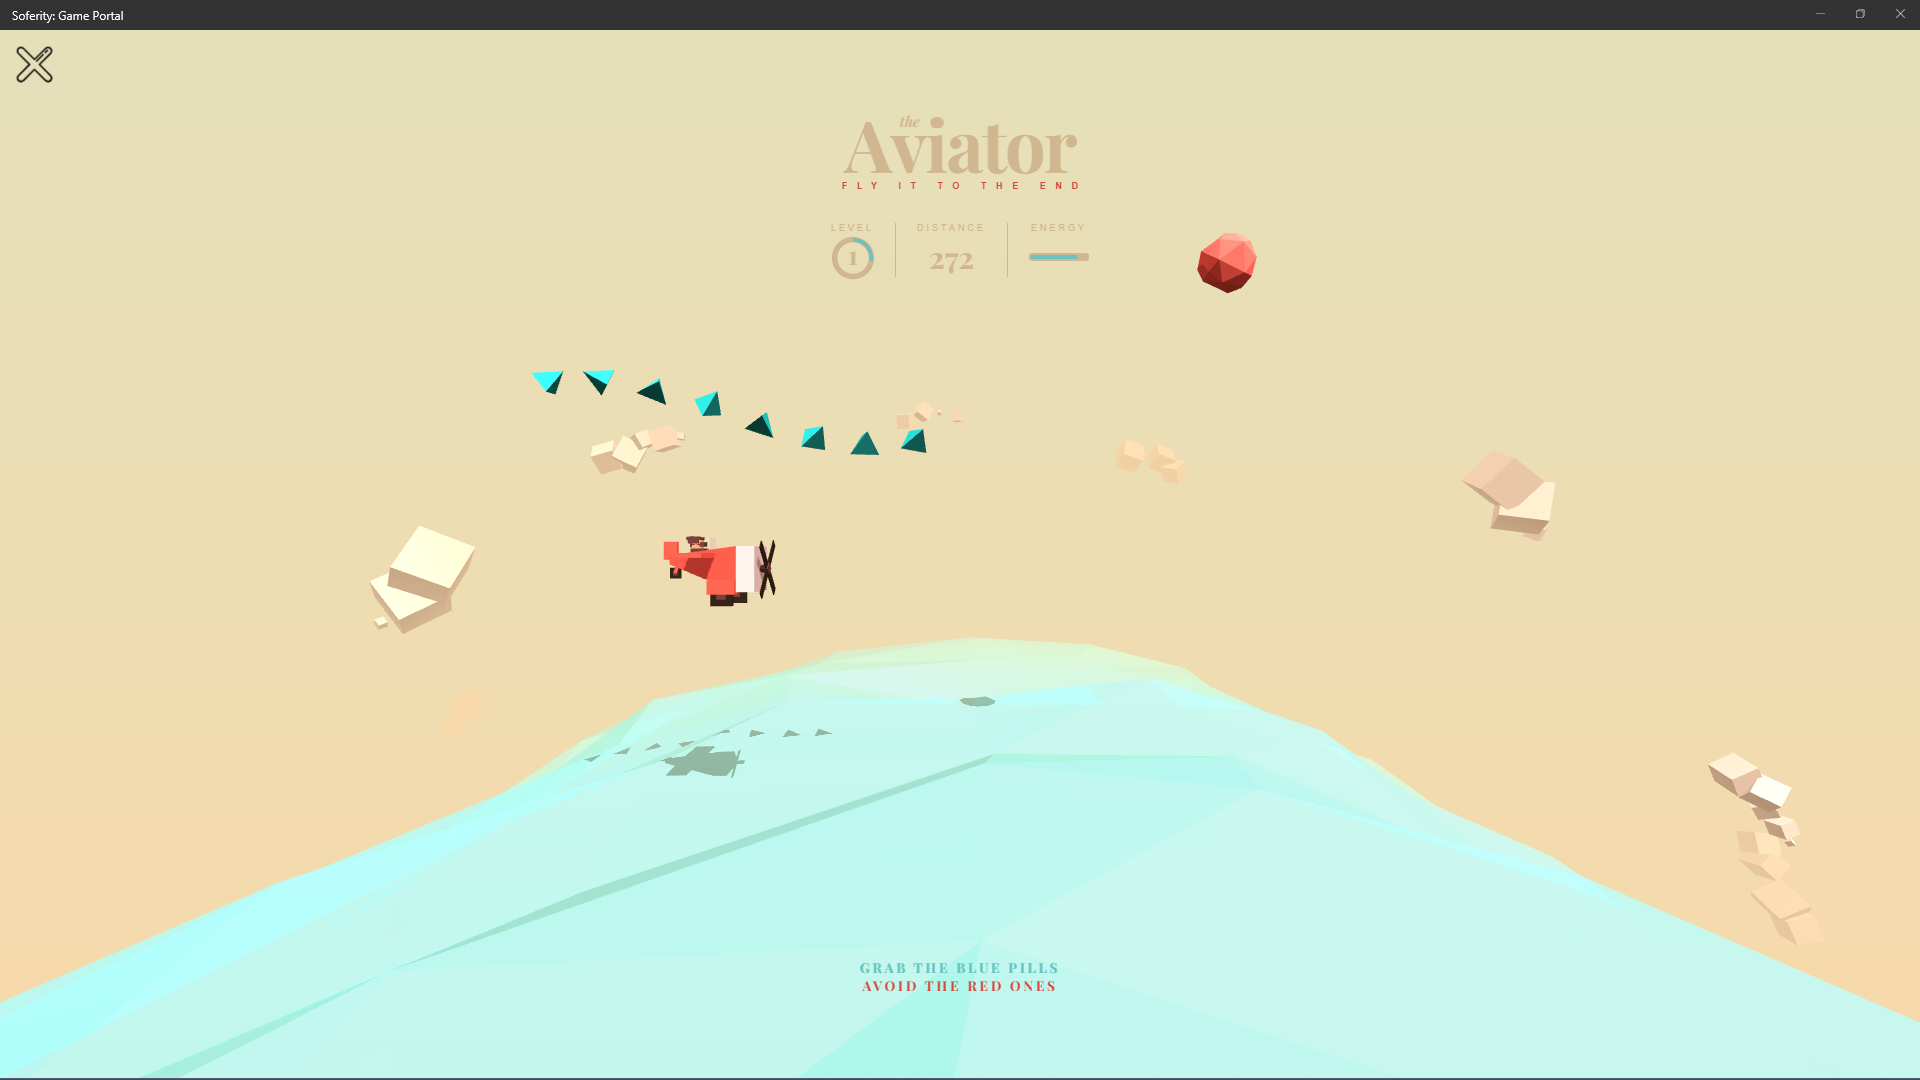 Soferity: Game Portal
the
Aviator
FLY IT TO THE END
LEVEL
DISTANCE
ENERGY
1
272
GRAB THE BLUE PILLS
AVOID THE RED ONES